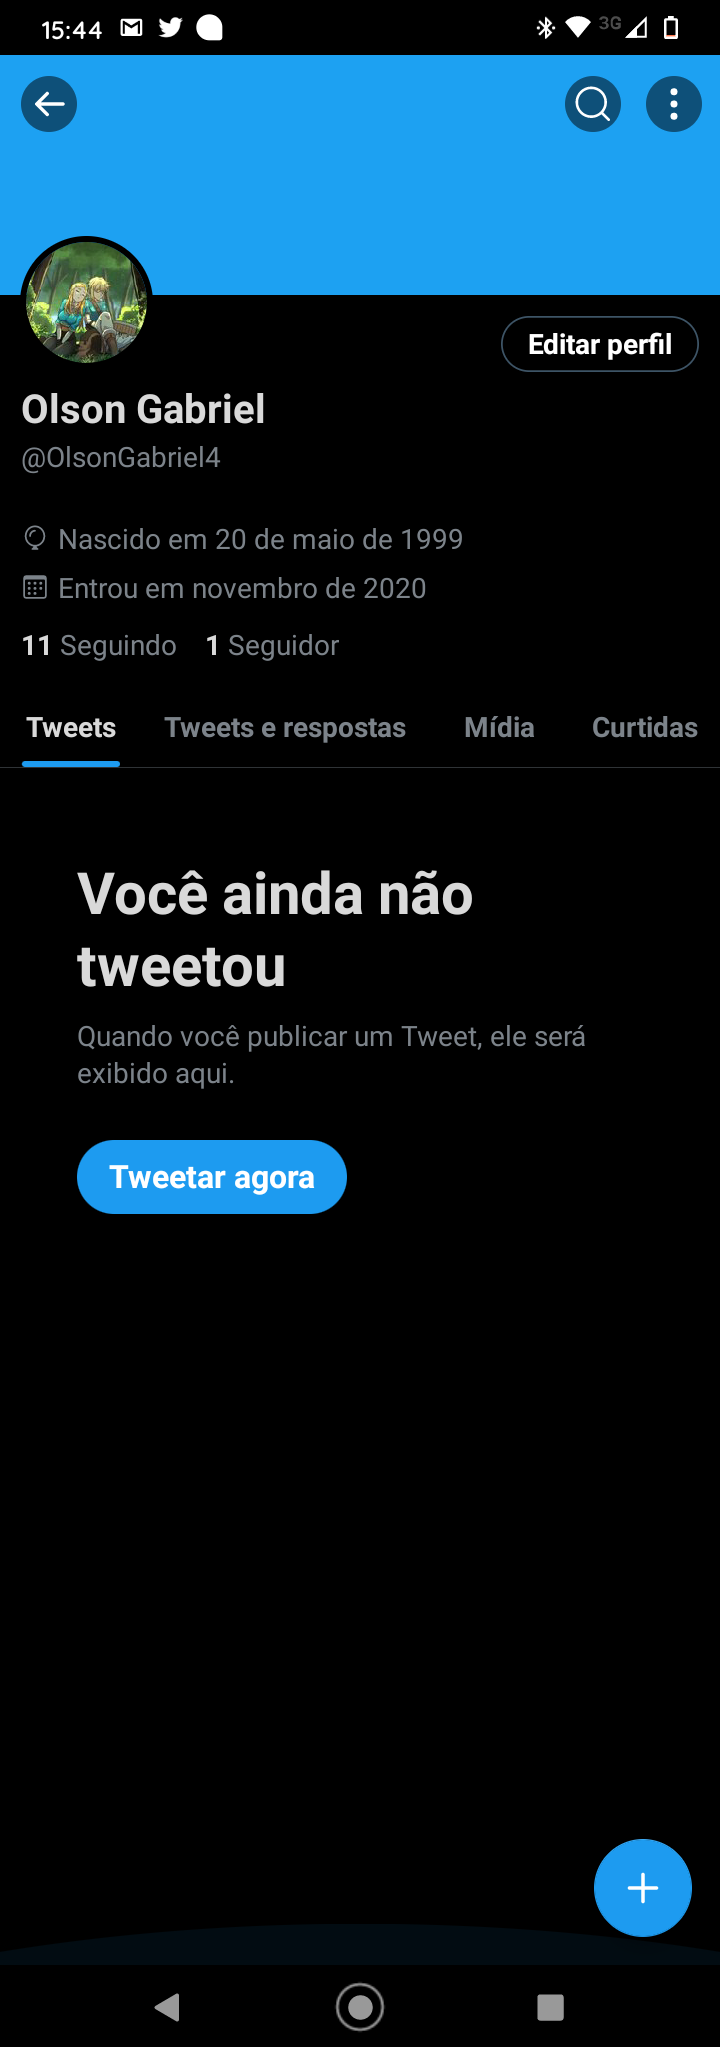 15:44
3G
Editar perfil
Olson Gabriel
@OlsonGabriel4
Nascido em 20 de maio de 1999
Entrou em novembro de 2020
11 Seguindo 1 Seguidor
Tweets Tweets e respostas Mídia Curtidas
Você ainda não
tweetou
Quando você publicar um Tweet, ele será
exibido aqui.
Tweetar agora